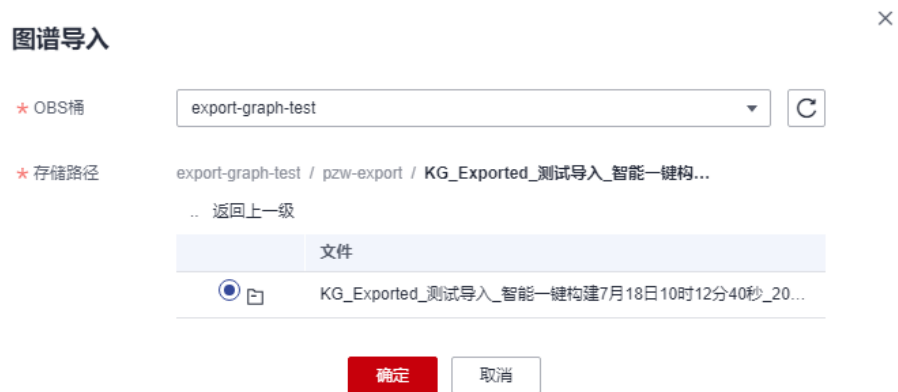 图谱导入
* OBS桶 export-graph-test
* 存储路径 export-graph-test / pzw-export / KG_Exported_测试导入_智能一键构...
.. 返回上一级
文件
KG_Exported_测试导入_智能一键构建7月18日10时12分40秒_20...
确定 取消